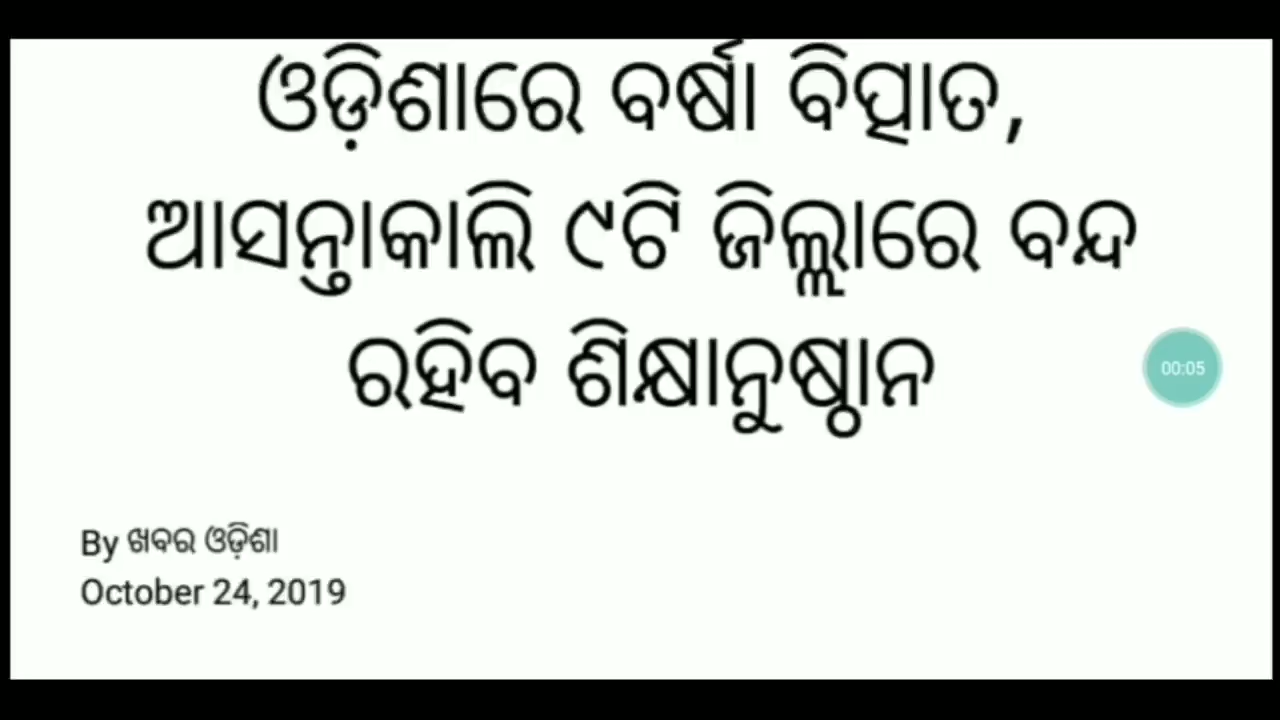 ଓଡ଼ିଶାରେ ବର୍ଷା ବିତ୍ପାତ,
ଆସନ୍ତାକାଲି ୯ଟି ଜିଲ୍ଲାରେ ବନ୍ଦ
ରହିବ ଶିକ୍ଷାନୁଷ୍ଠାନ
00:05
By ଖବର ଓଡ଼ିଶା
October 24, 2019